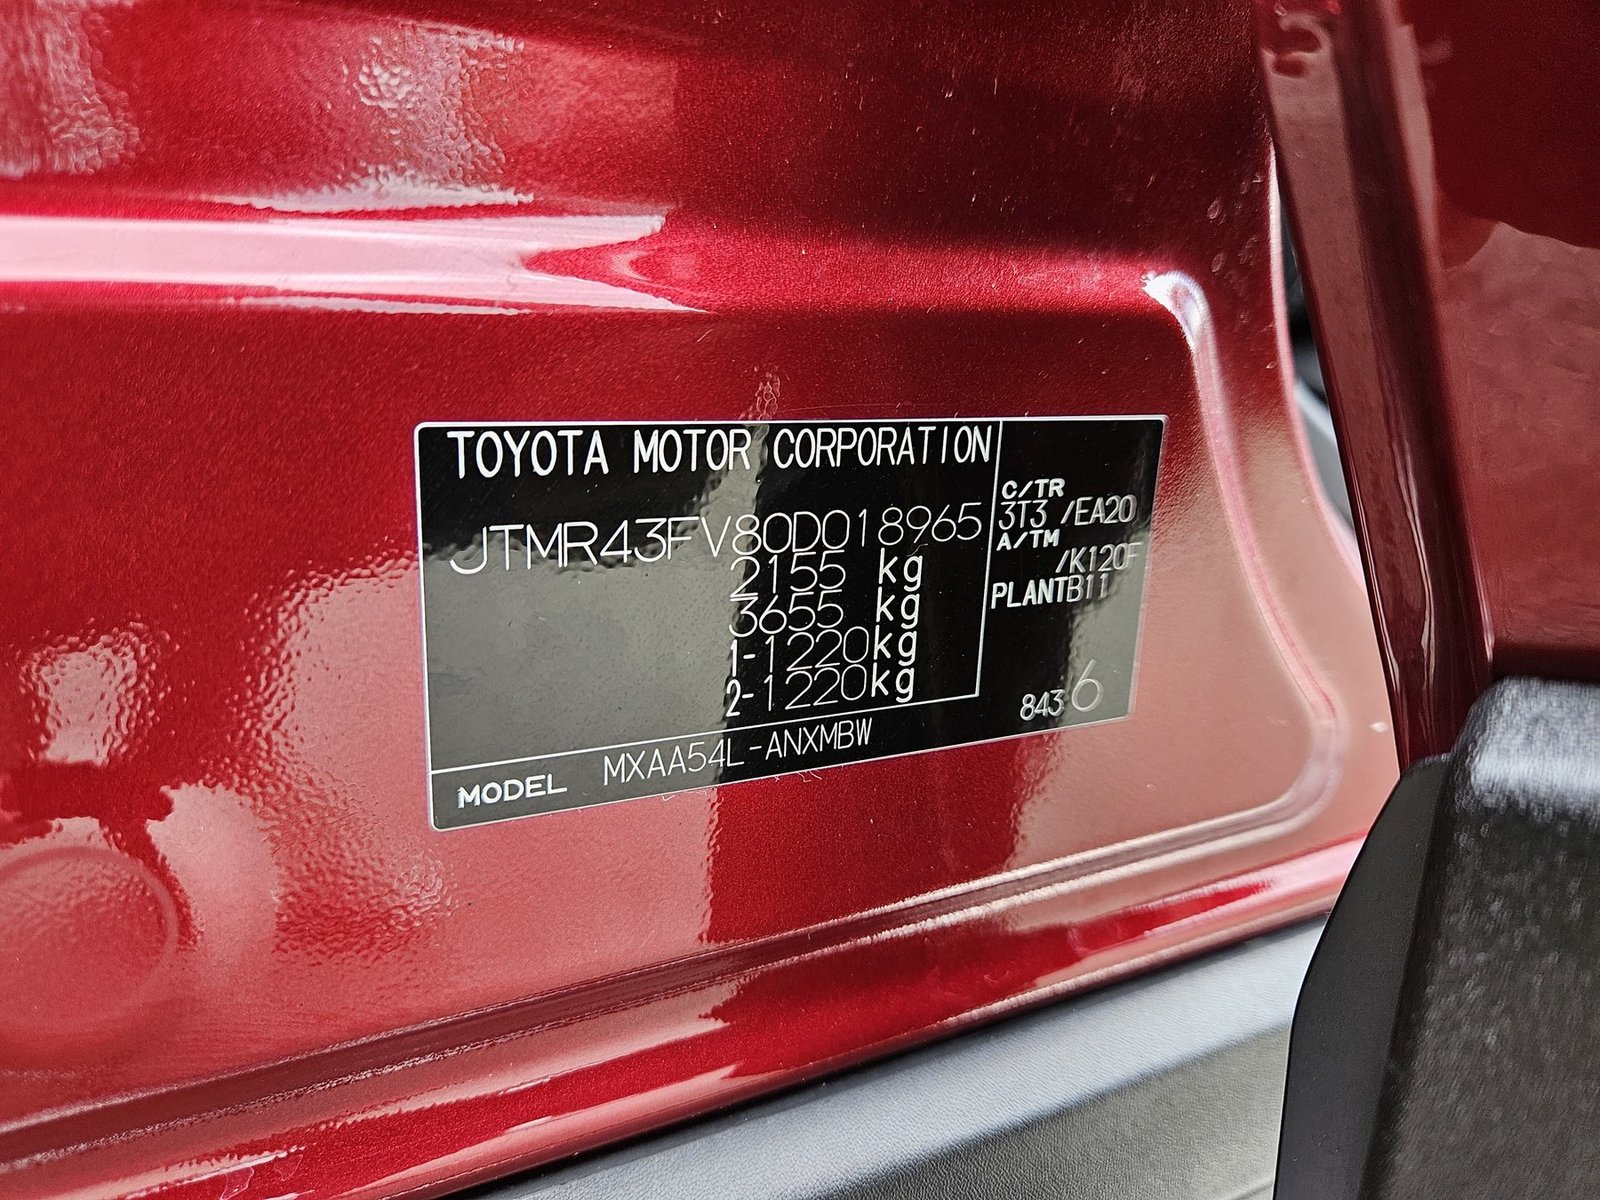 TOYOTA MOTOR CORPORATION
JTMR43FV80D018965
2155 kg
3655 kg
1-1220kg
2-1220kg
C/TR
3T3 /EA20
A/TM
/K120F
PLANTB11
843 6
MODEL MXAA54L-ANXMBW